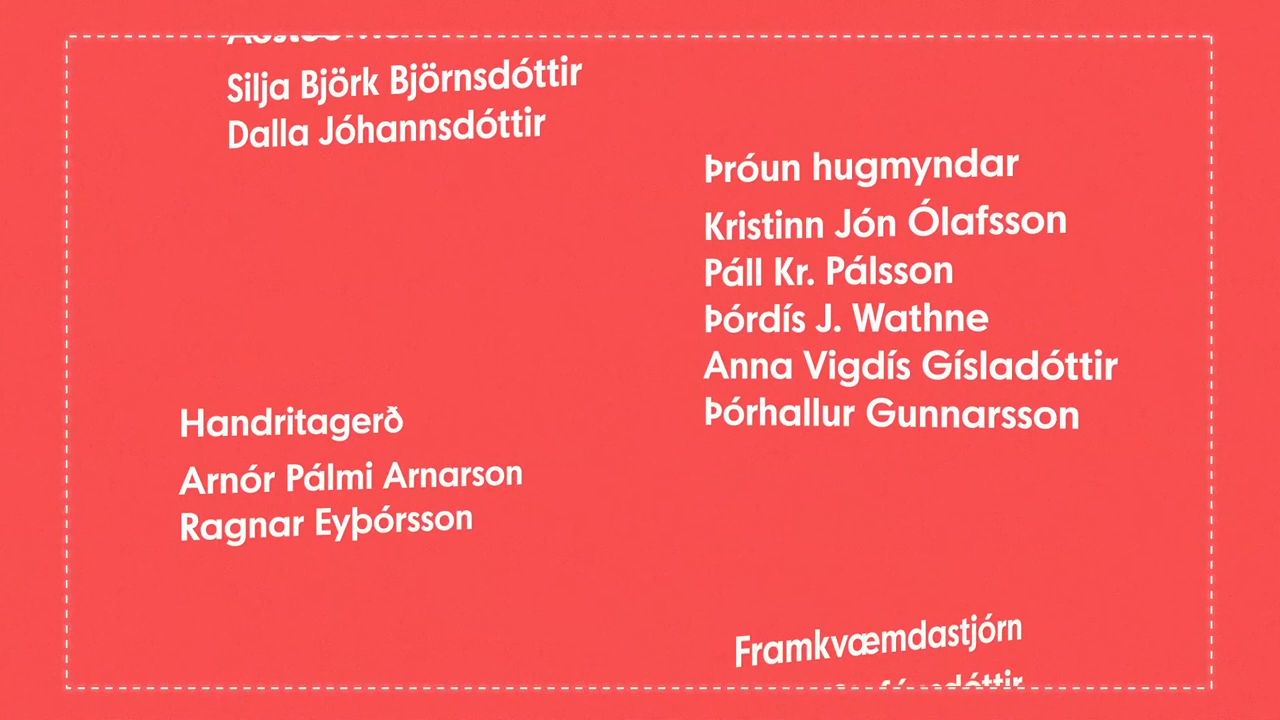 Silja Björk Björnsdóttir
Dalla Jóhannsdóttir
Þróun hugmyndar
Kristinn Jón Ólafsson
Páll Kr. Pálsson
Þórdís J. Wathne
Anna Vigdís Gísladóttir
Þórhallur Gunnarsson
Handritagerð
Arnór Pálmi Arnarson
Ragnar Eyþórsson
Framkvæmdastjórn